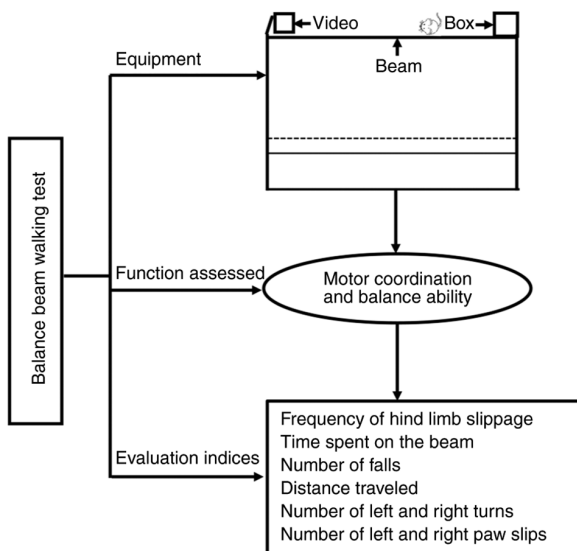 Video
Box
Equipment
Beam
Balance beam walking test
Function assessed
Motor coordination
and balance ability
Evaluation indices
Frequency of hind limb slippage
Time spent on the beam
Number of falls
Distance traveled
Number of left and right turns
Number of left and right paw slips